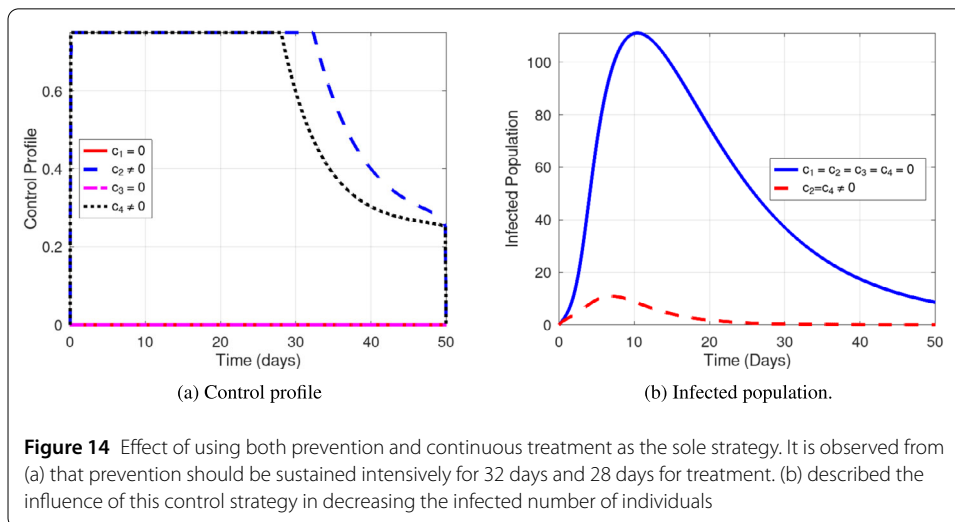 0.6
0.4
0.2
0
Control Profile
c₁ = 0
c₂ ≠ 0
c₃ = 0
c₄ ≠ 0
0 10 20 30 40 50
Time (days)
(a) Control profile
100
80
60
40
20
0
Infected Population
c₁ = c₂ = c₃ = c₄ = 0
c₂=c₄ ≠ 0
0 10 20 30 40 50
Time (Days)
(b) Infected population.
Figure 14 Effect of using both prevention and continuous treatment as the sole strategy. It is observed from
(a) that prevention should be sustained intensively for 32 days and 28 days for treatment. (b) described the
influence of this control strategy in decreasing the infected number of individuals